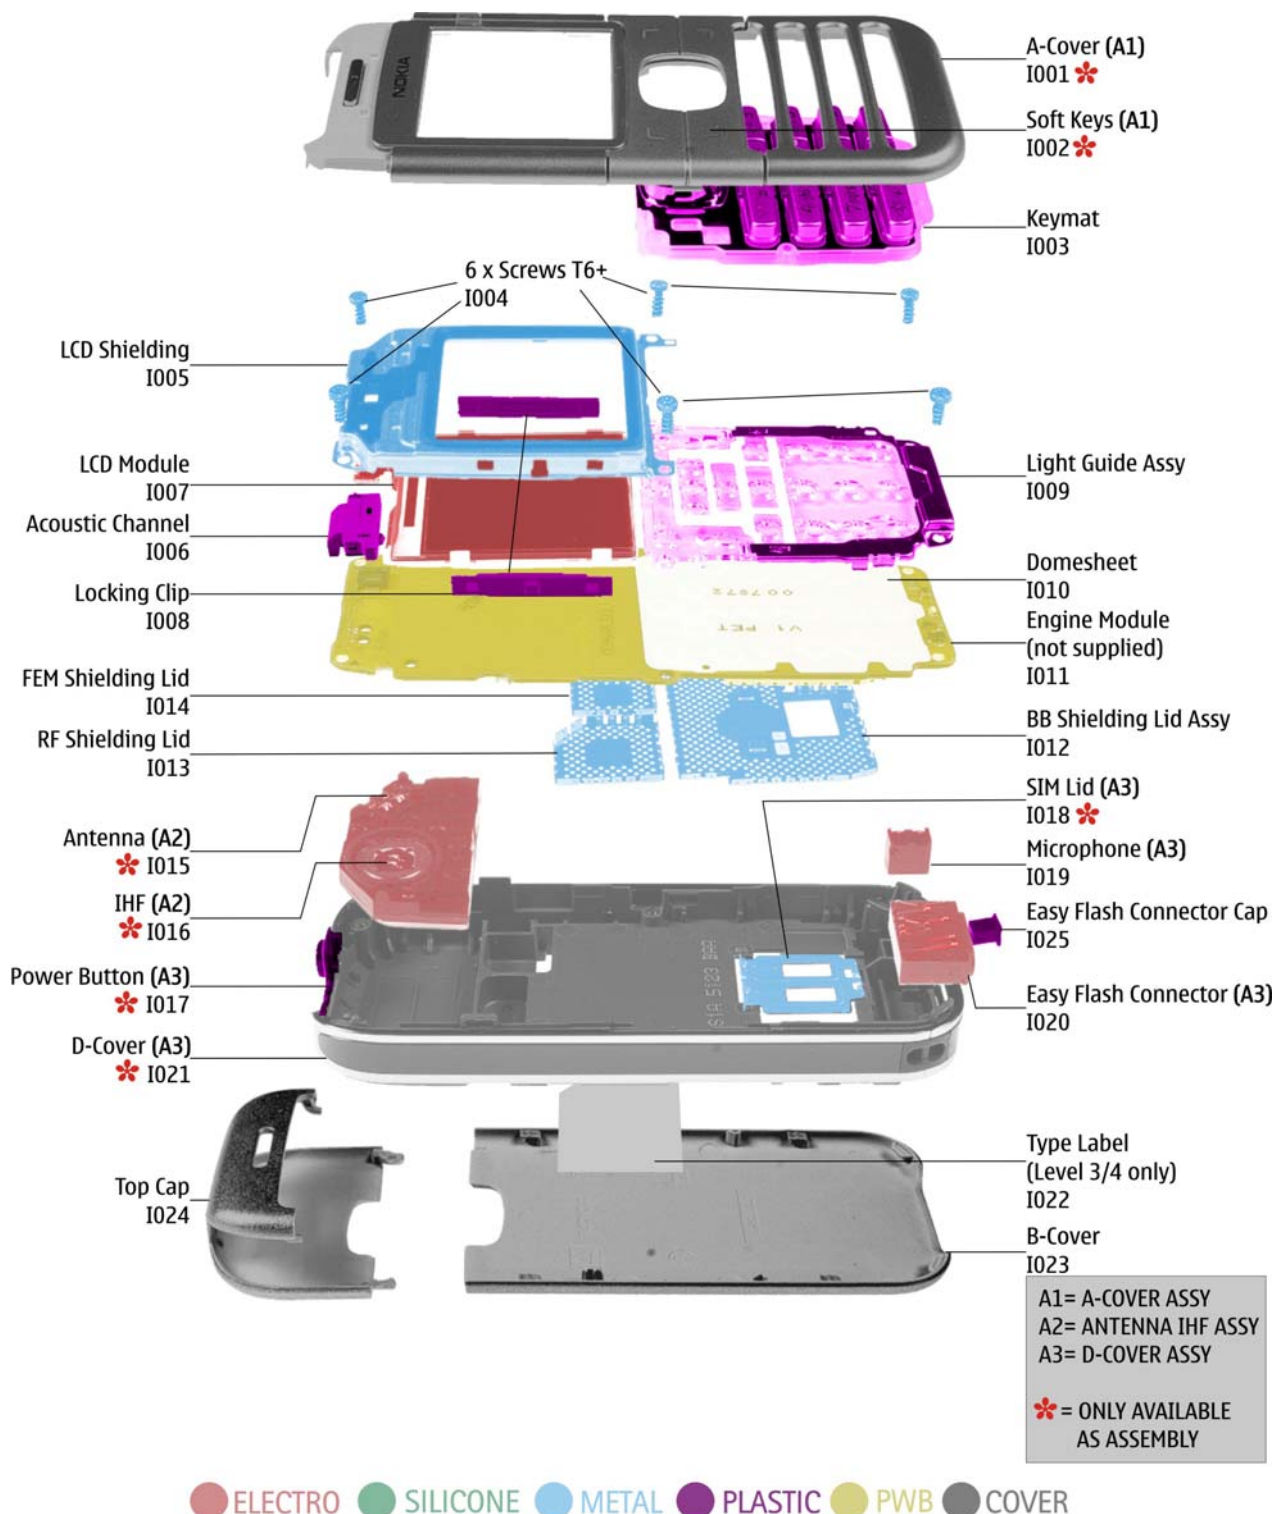 NOKIA
A-Cover (A1)
I001 *
Soft Keys (A1)
I002 *
Keymat
I003
6 x Screws T6+
I004
LCD Shielding
I005
LCD Module
I007
Light Guide Assy
I009
Acoustic Channel
I006
Domesheet
I010
007972
V1 PET
Locking Clip
I008
Engine Module
(not supplied)
I011
FEM Shielding Lid
I014
BB Shielding Lid Assy
I012
RF Shielding Lid
I013
SIM Lid (A3)
I018 *
Antenna (A2)
* I015
Microphone (A3)
I019
IHF (A2)
* I016
Easy Flash Connector Cap
I025
Power Button (A3)
* I017
Easy Flash Connector (A3)
I020
D-Cover (A3)
* I021
Type Label
(Level 3/4 only)
I022
Top Cap
I024
B-Cover
I023
A1= A-COVER ASSY
A2= ANTENNA IHF ASSY
A3= D-COVER ASSY
* = ONLY AVAILABLE
AS ASSEMBLY
ELECTRO SILICONE METAL PLASTIC PWB COVER